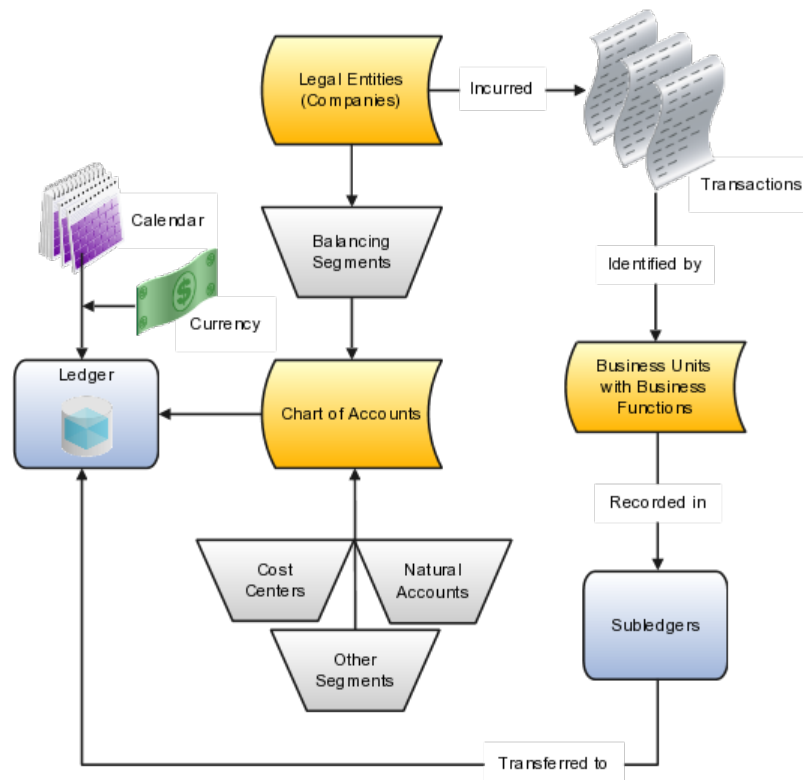 Legal Entities
(Companies)
Incurred
Transactions
Calendar
Balancing
Segments
Identified by
Currency
Ledger
Chart of Accounts
Business Units
with Business
Functions
Recorded in
Cost
Centers
Natural
Accounts
Other
Segments
Subledgers
Transferred to